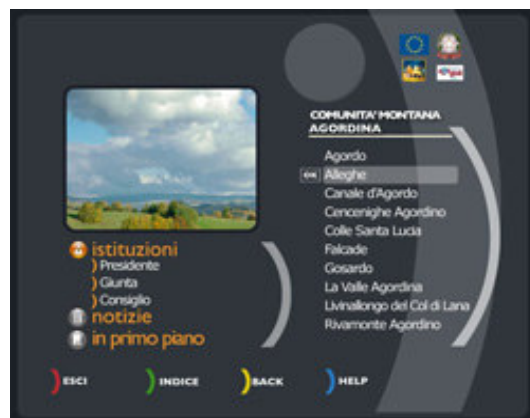 COMUNITA' MONTANA
AGORDINA
Agordo
OK Alleghe
Canale d'Agordo
Cencenighe Agordino
Colle Santa Lucia
Falcade
Gosardo
La Valle Agordina
Livinallongo del Col di Lana
Rivamonte Agordino
istituzioni
)Presidente
)Giunta
)Consiglio
notizie
in primo piano
)ESCI
)INDICE
)BACK
)HELP